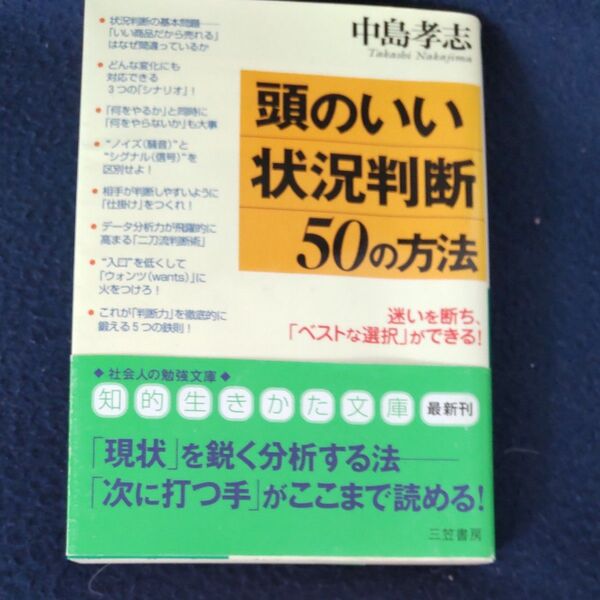 中島孝志
Takashi Nakajima
頭のいい
状況判断
50の方法
迷いを断ち、
「ベストな選択」ができる！
● 状況判断の基本問題──
「いい商品だから売れる」
はなぜ間違っているか
● どんな変化にも
対応できる
3つの「シナリオ」！
● 「何をやるか」と同時に
「何をやらないか」も大事
● “ノイズ（騒音）”と
“シグナル（信号）”を
区別せよ！
● 相手が判断しやすいように
「仕掛け」をつくれ！
● データ分析力が飛躍的に
高まる「二刀流判断術」
● “入口”を低くして
「ウォンツ（wants）」に
火をつけろ！
● これが「判断力」を徹底的に
鍛える5つの鉄則！
◆ 社会人の勉強文庫 ◆
知的生きかた文庫 最新刊
「現状」を鋭く分析する法──
「次に打つ手」がここまで読める！
三笠書房